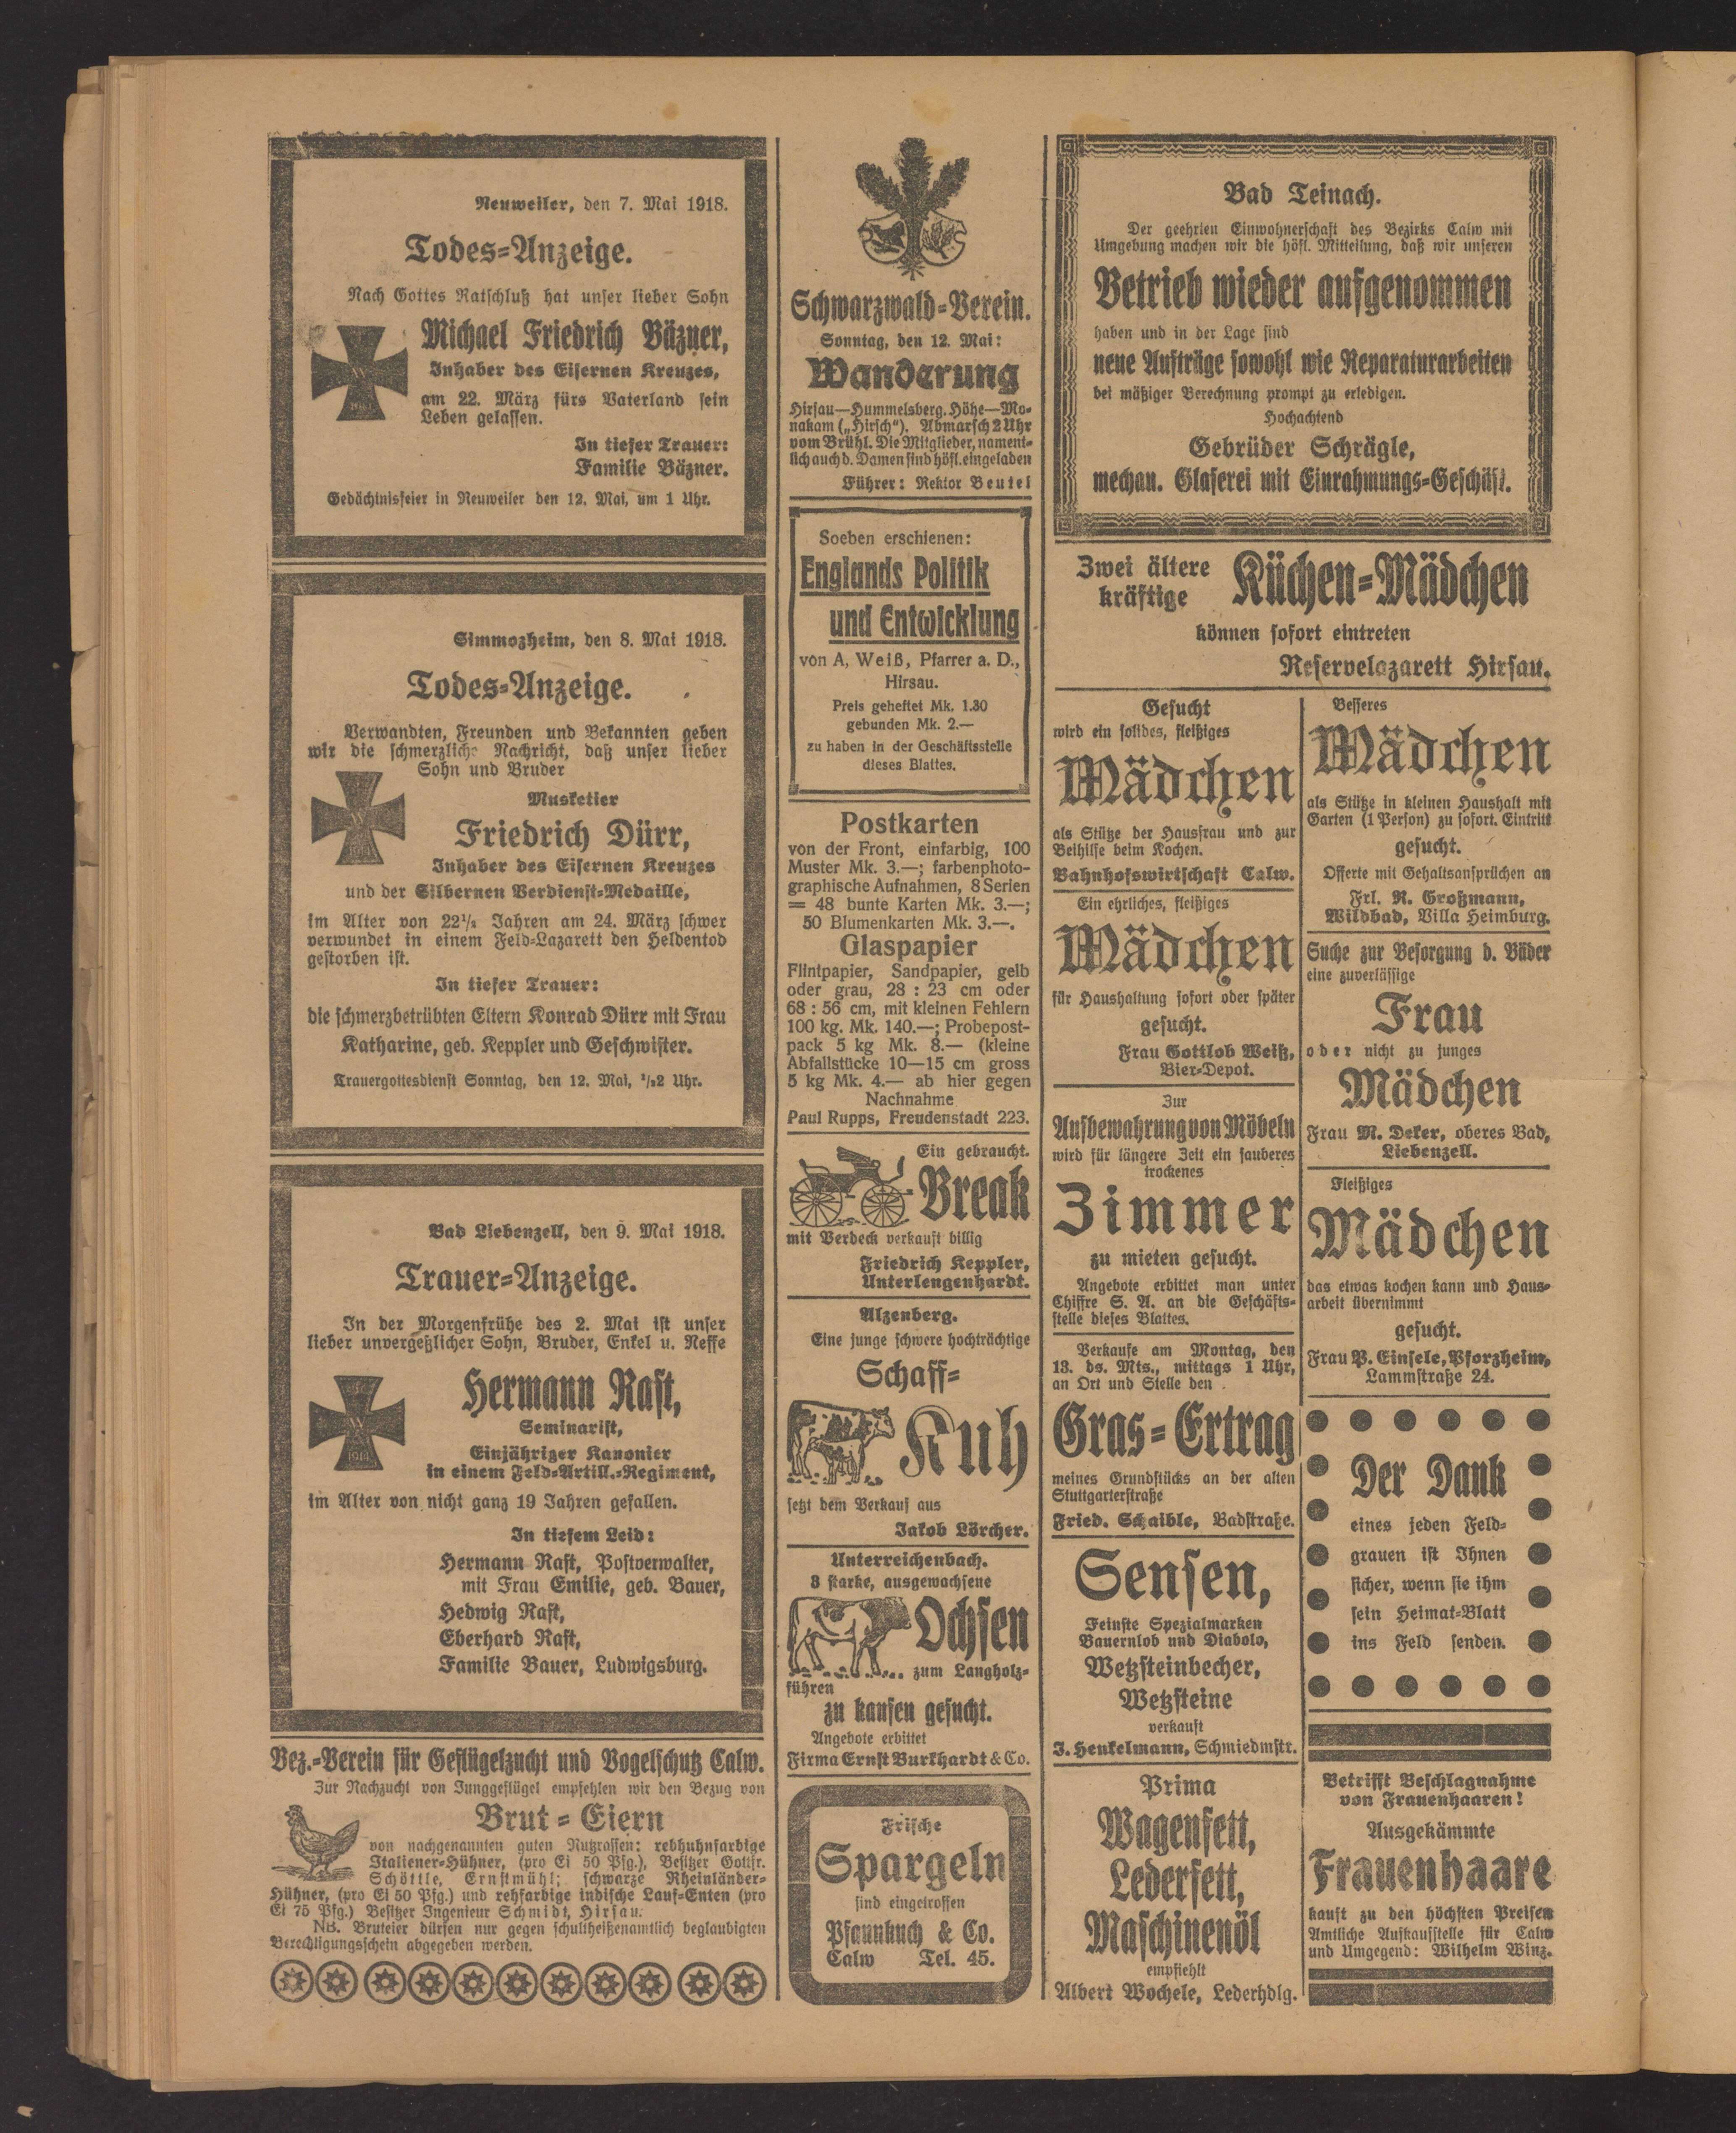 Neuweiler, den 7. Mai 1918.
Todes-Anzeige.
Nach Gottes Ratschluß hat unser lieber Sohn
Michael Friedrich Bäzner,
Inhaber des Eisernen Kreuzes,
am 22. März fürs Vaterland sein
Leben gelassen.
In tiefer Trauer:
Familie Bäzner.
Gedächtnisfeier in Neuweiler den 12. Mai, um 1 Uhr.
Simmozheim, den 8. Mai 1918.
Todes-Anzeige.
Verwandten, Freunden und Bekannten geben
wir die schmerzliche Nachricht, daß unser lieber
Sohn und Bruder
Musketier
Friedrich Dürr,
Inhaber des Eisernen Kreuzes
und der Silbernen Verdienst-Medaille,
im Alter von 22½ Jahren am 24. März schwer
verwundet in einem Feld-Lazarett den Heldentod
gestorben ist.
In tiefer Trauer:
die schmerzbetrübten Eltern Konrad Dürr mit Frau
Katharine, geb. Keppler und Geschwister.
Trauergottesdienst Sonntag, den 12. Mai, ½2 Uhr.
Bad Liebenzell, den 9. Mai 1918.
Trauer-Anzeige.
In der Morgenfrühe des 2. Mai ist unser
lieber unvergeßlicher Sohn, Bruder, Enkel u. Neffe
Hermann Rast,
Seminarist,
Einjähriger Kanonier
in einem Feld-Artill.-Regiment,
im Alter von nicht ganz 19 Jahren gefallen.
In tiefem Leid:
Hermann Rast, Postverwalter,
mit Frau Emilie, geb. Bauer,
Hedwig Rast,
Eberhard Rast,
Familie Bauer, Ludwigsburg.
Bez.-Verein für Geflügelzucht und Vogelschutz Calw.
Zur Nachzucht von Junggeflügel empfehlen wir den Bezug von
Brut-Eiern
von nachgenannten guten Nutzrassen: rebhuhnfarbige
Italiener-Hühner, (pro Ei 50 Pfg.), Besitzer Gottfr.
Schöttle, Ernstmühl; schwarze Rheinländer-
Hühner, (pro Ei 50 Pfg.) und rehfarbige indische Lauf-Enten (pro
Ei 75 Pfg.) Besitzer Ingenieur Schmidt, Hirsau.
NB. Bruteier dürfen nur gegen schultheißenamtlich beglaubigten
Berechtigungsschein abgegeben werden.
Schwarzwald-Verein.
Sonntag, den 12. Mai:
Wanderung
Hirsau—Hummelsberg. Höhe—Mo-
nakam („Hirsch“). Abmarsch 2 Uhr
vom Brühl. Die Mitglieder, nament-
lich auch d. Damen sind höfl. eingeladen
Führer: Rektor Beutel
Soeben erschienen:
Englands Politik
und Entwicklung
von A, Weiß, Pfarrer a. D.,
Hirsau.
Preis geheftet Mk. 1.30
gebunden Mk. 2.—
zu haben in der Geschäftsstelle
dieses Blattes.
Postkarten
von der Front, einfarbig, 100
Muster Mk. 3.—; farbenphoto-
graphische Aufnahmen, 8 Serien
= 48 bunte Karten Mk. 3.—;
50 Blumenkarten Mk. 3.—.
Glaspapier
Flintpapier, Sandpapier, gelb
oder grau, 28 : 23 cm oder
68 : 56 cm, mit kleinen Fehlern
100 kg. Mk. 140.—; Probepost-
pack 5 kg Mk. 8.— (kleine
Abfallstücke 10—15 cm gross
5 kg Mk. 4.— ab hier gegen
Nachnahme
Paul Rupps, Freudenstadt 223.
Ein gebraucht.
Break
mit Verdeck verkauft billig
Friedrich Keppler,
Unterlengenhardt.
Alzenberg.
Eine junge schwere hochträchtige
Schaff-
Kuh
setzt dem Verkauf aus
Jakob Lörcher.
Unterreichenbach.
3 starke, ausgewachsene
Ochsen
zum Langholz-
führen
zu kaufen gesucht.
Angebote erbittet
Firma Ernst Burkhardt & Co.
Frische
Spargeln
sind eingetroffen
Pfannkuch & Co.
Calw Tel. 45.
Bad Teinach.
Der geehrten Einwohnerschaft des Bezirks Calw mit
Umgebung machen wir die höfl. Mitteilung, daß wir unseren
Betrieb wieder aufgenommen
haben und in der Lage sind
neue Aufträge sowohl wie Reparaturarbeiten
bei mäßiger Berechnung prompt zu erledigen.
Hochachtend
Gebrüder Schrägle,
mechan. Glaserei mit Einrahmungs-Geschäft.
Zwei ältere
kräftige
Küchen-Mädchen
können sofort eintreten
Reservelazarett Hirsau.
Gesucht
wird ein solides, fleißiges
Mädchen
als Stütze der Hausfrau und zur
Beihilfe beim Kochen.
Bahnhofswirtschaft Calw.
Ein ehrliches, fleißiges
Mädchen
für Haushaltung sofort oder später
gesucht.
Frau Gottlob Weiß,
Bier-Depot.
Zur
Aufbewahrung von Möbeln
wird für längere Zeit ein sauberes
trockenes
Zimmer
zu mieten gesucht.
Angebote erbittet man unter
Chiffre S. A. an die Geschäfts-
stelle dieses Blattes.
Verkaufe am Montag, den
13. ds. Mts., mittags 1 Uhr,
an Ort und Stelle den
Gras-Ertrag
meines Grundstücks an der alten
Stuttgarterstraße
Fried. Schaible, Badstraße.
Sensen,
Feinste Spezialmarken
Bauernlob und Diabolo,
Wetzsteinbecher,
Wetzsteine
verkauft
J. Henkelmann, Schmiedmstr.
Prima
Wagenfett,
Lederfett,
Maschinenöl
empfiehlt
Albert Wochele, Lederhdlg.
Besseres
Mädchen
als Stütze in kleinen Haushalt mit
Garten (1 Person) zu sofort. Eintritt
gesucht.
Offerte mit Gehaltsansprüchen an
Frl. R. Großmann,
Wildbad, Villa Heimburg.
Suche zur Besorgung d. Bäder
eine zuverlässige
Frau
oder nicht zu junges
Mädchen
Frau M. Deker, oberes Bad,
Liebenzell.
Fleißiges
Mädchen
das etwas kochen kann und Haus-
arbeit übernimmt
gesucht.
Frau P. Einsele, Pforzheim,
Lammstraße 24.
Der Dank
eines jeden Feld-
grauen ist Ihnen
sicher, wenn sie ihm
sein Heimat-Blatt
ins Feld senden.
Betrifft Beschlagnahme
von Frauenhaaren!
Ausgekämmte
Frauenhaare
kauft zu den höchsten Preisen
Amtliche Aufkaufstelle für Calw
und Umgegend: Wilhelm Winz.